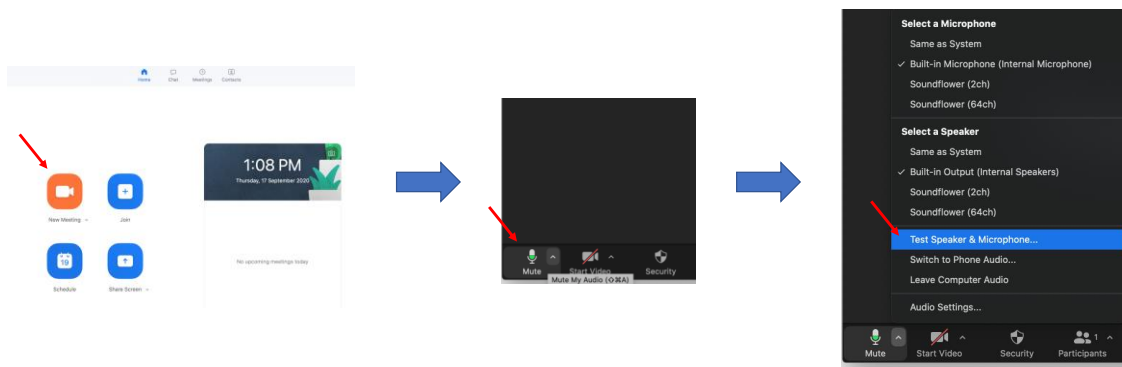 Home Chat Meetings Contacts
1:08 PM
Thursday, 17 September 2020
New Meeting Join
No upcoming meetings today
19
Schedule Share Screen
Mute Start Video Security
Mute My Audio (⇧⌘A)
Select a Microphone
Same as System
✓ Built-in Microphone (Internal Microphone)
Soundflower (2ch)
Soundflower (64ch)
Select a Speaker
Same as System
✓ Built-in Output (Internal Speakers)
Soundflower (2ch)
Soundflower (64ch)
Test Speaker & Microphone...
Switch to Phone Audio...
Leave Computer Audio
Audio Settings...
1
Mute Start Video Security Participants